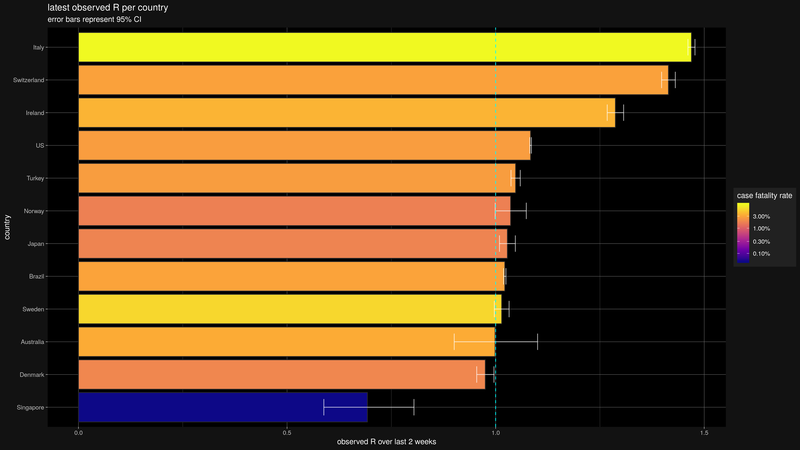 latest observed R per country
error bars represent 95% CI
country
Italy
Switzerland
Ireland
US
Turkey
Norway
Japan
Brazil
Sweden
Australia
Denmark
Singapore
0.0
0.5
1.0
1.5
observed R over last 2 weeks
case fatality rate
3.00%
1.00%
0.30%
0.10%